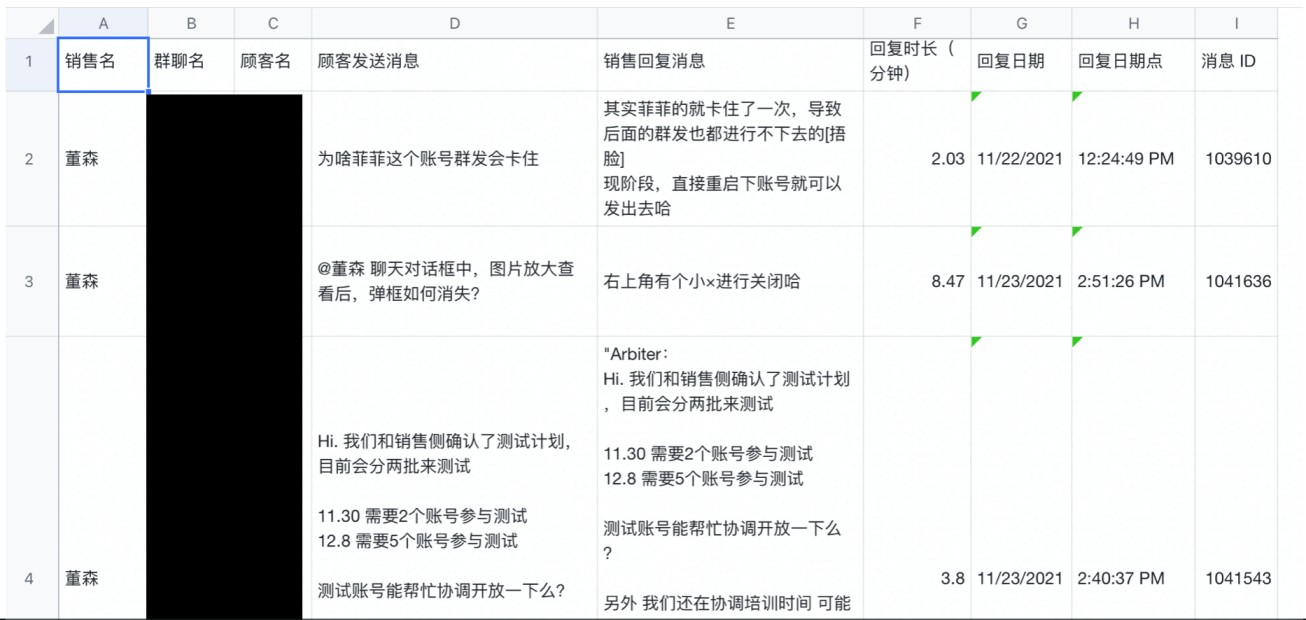 A B C D E F G H I
1 销售名 群聊名 顾客名 顾客发送消息 销售回复消息 回复时长（
分钟） 回复日期 回复日期点 消息 ID
2 董森 为啥菲菲这个账号群发会卡住 其实菲菲的就卡住了一次，导致
后面的群发也都进行不下去的[捂
脸]
现阶段，直接重启下账号就可以
发出去哈 2.03 11/22/2021 12:24:49 PM 1039610
3 董森 @董森 聊天对话框中，图片放大查
看后，弹框如何消失? 右上角有个小×进行关闭哈 8.47 11/23/2021 2:51:26 PM 1041636
4 董森 Hi. 我们和销售侧确认了测试计划，
目前会分两批来测试
11.30 需要2个账号参与测试
12.8 需要5个账号参与测试
测试账号能帮忙协调开放一下么?
"Arbiter：
Hi. 我们和销售侧确认了测试计划
，目前会分两批来测试
11.30 需要2个账号参与测试
12.8 需要5个账号参与测试
测试账号能帮忙协调开放一下么
?
另外 我们还在协调培训时间 可能
3.8 11/23/2021 2:40:37 PM 1041543